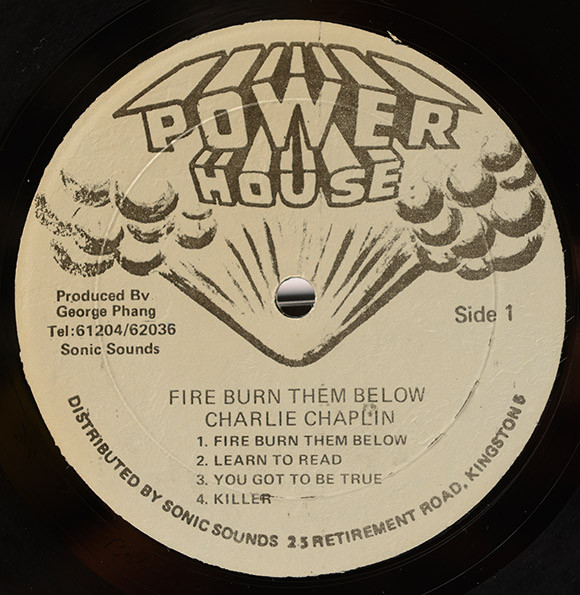 POWER
HOUSE
Produced By
George Phang
Tel:61204/62036
Sonic Sounds
Side 1
FIRE BURN THEM BELOW
CHARLIE CHAPLIN
1. FIRE BURN THEM BELOW
2. LEARN TO READ
3. YOU GOT TO BE TRUE
4. KILLER
DISTRIBUTED BY SONIC SOUNDS 25 RETIREMENT ROAD, KINGSTON 5